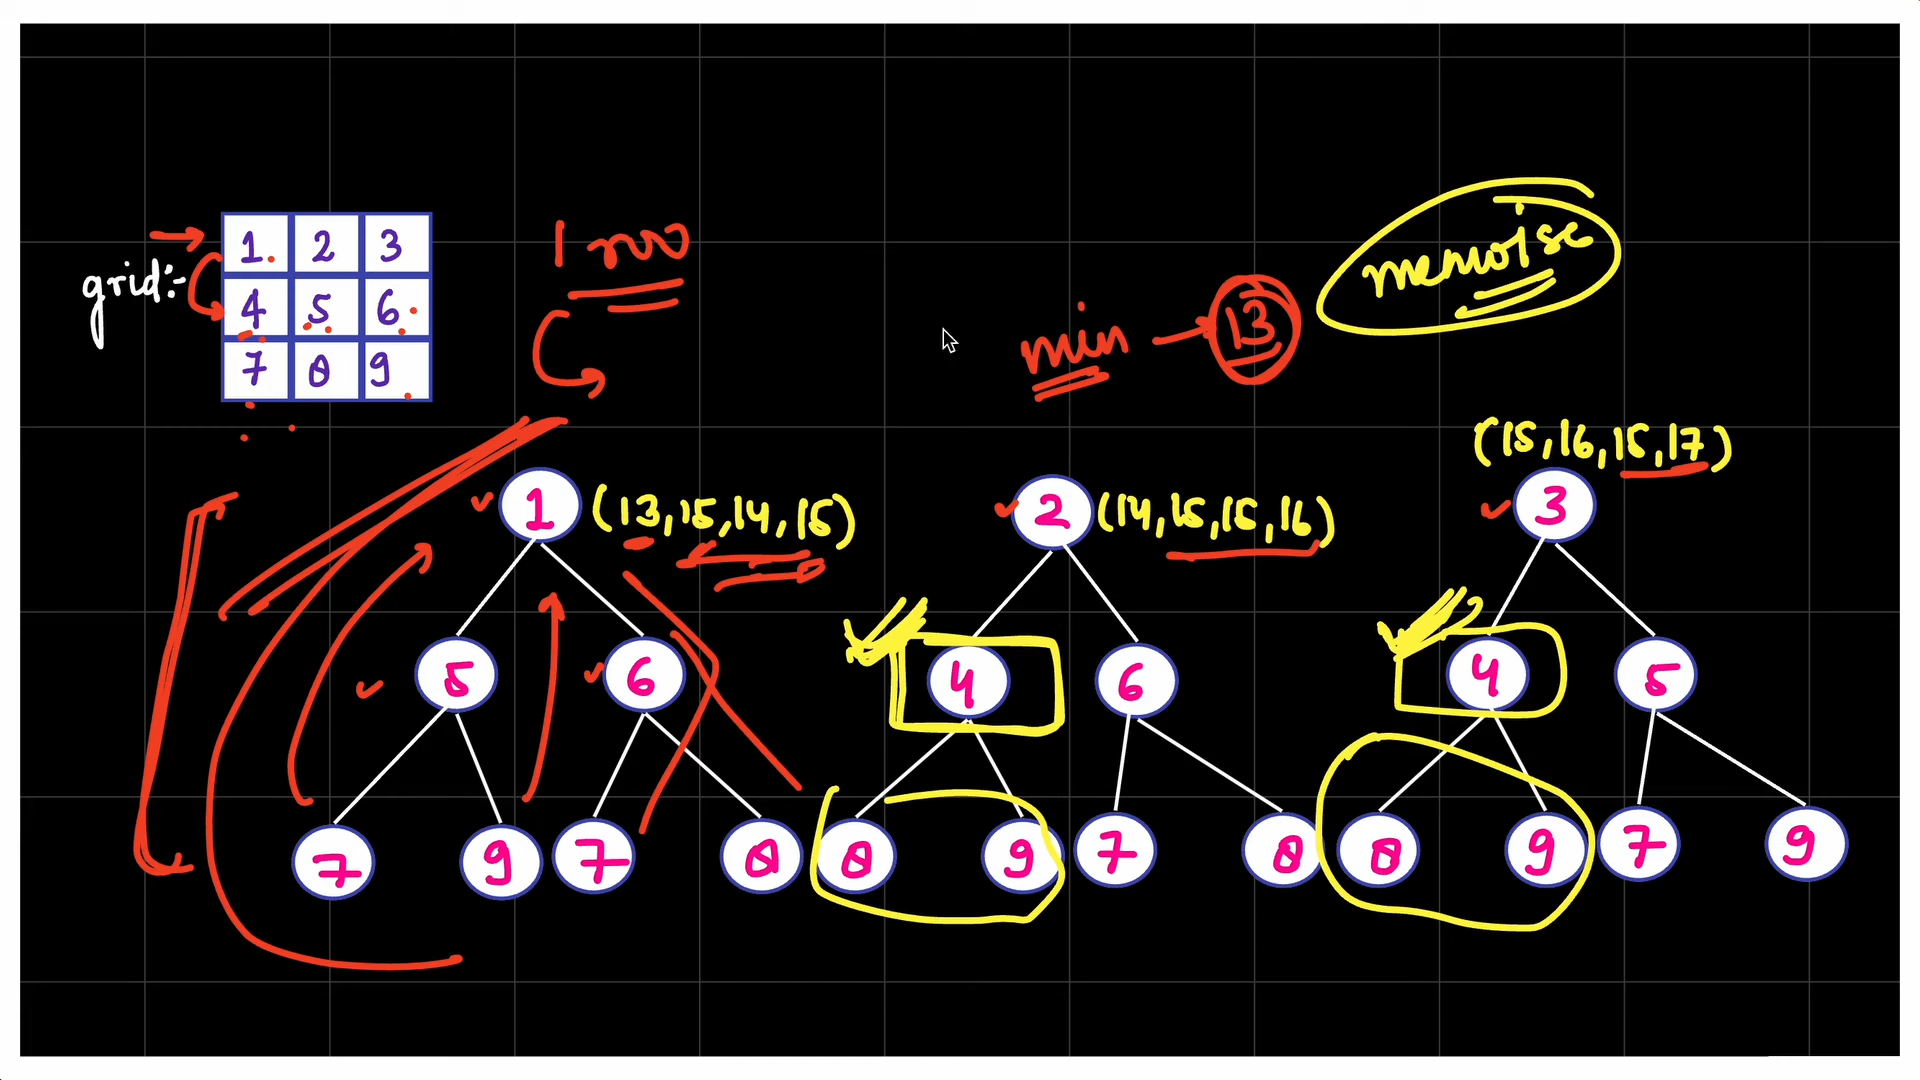 1 2 3
grid:-
4 5 6
7 8 9
1 row
min → 13
memoise
1 (13,15,14,15)
2 (14,15,15,16)
(15,16,15,17)
3
5 6 4 6 4 5
7 9 7 8 8 9 7 8 8 9 7 9